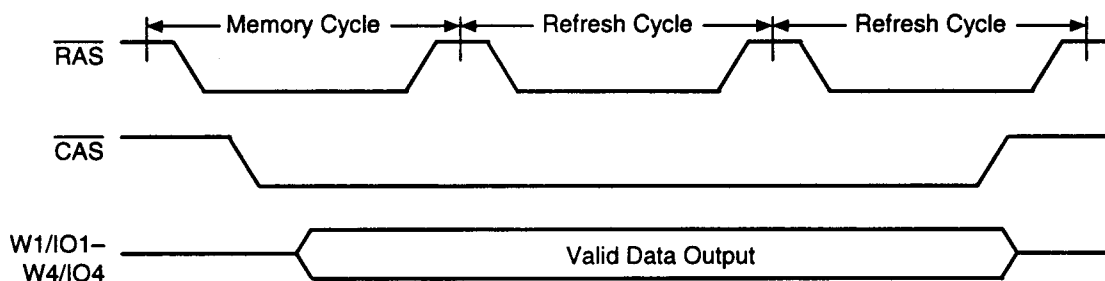 Memory Cycle Refresh Cycle Refresh Cycle
RAS
CAS
W1/IO1–
W4/IO4
Valid Data Output